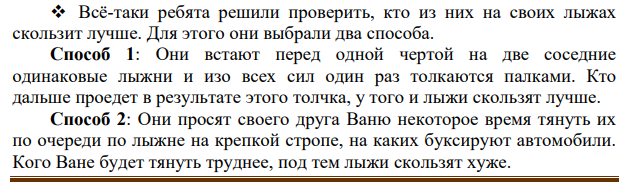 ❖ Всё-таки ребята решили проверить, кто из них на своих лыжах
скользит лучше. Для этого они выбрали два способа.
Способ 1: Они встают перед одной чертой на две соседние
одинаковые лыжни и изо всех сил один раз толкаются палками. Кто
дальше проедет в результате этого толчка, у того и лыжи скользят лучше.
Способ 2: Они просят своего друга Ваню некоторое время тянуть их
по очереди по лыжне на крепкой стропе, на каких буксируют автомобили.
Кого Ване будет тянуть труднее, под тем лыжи скользят хуже.